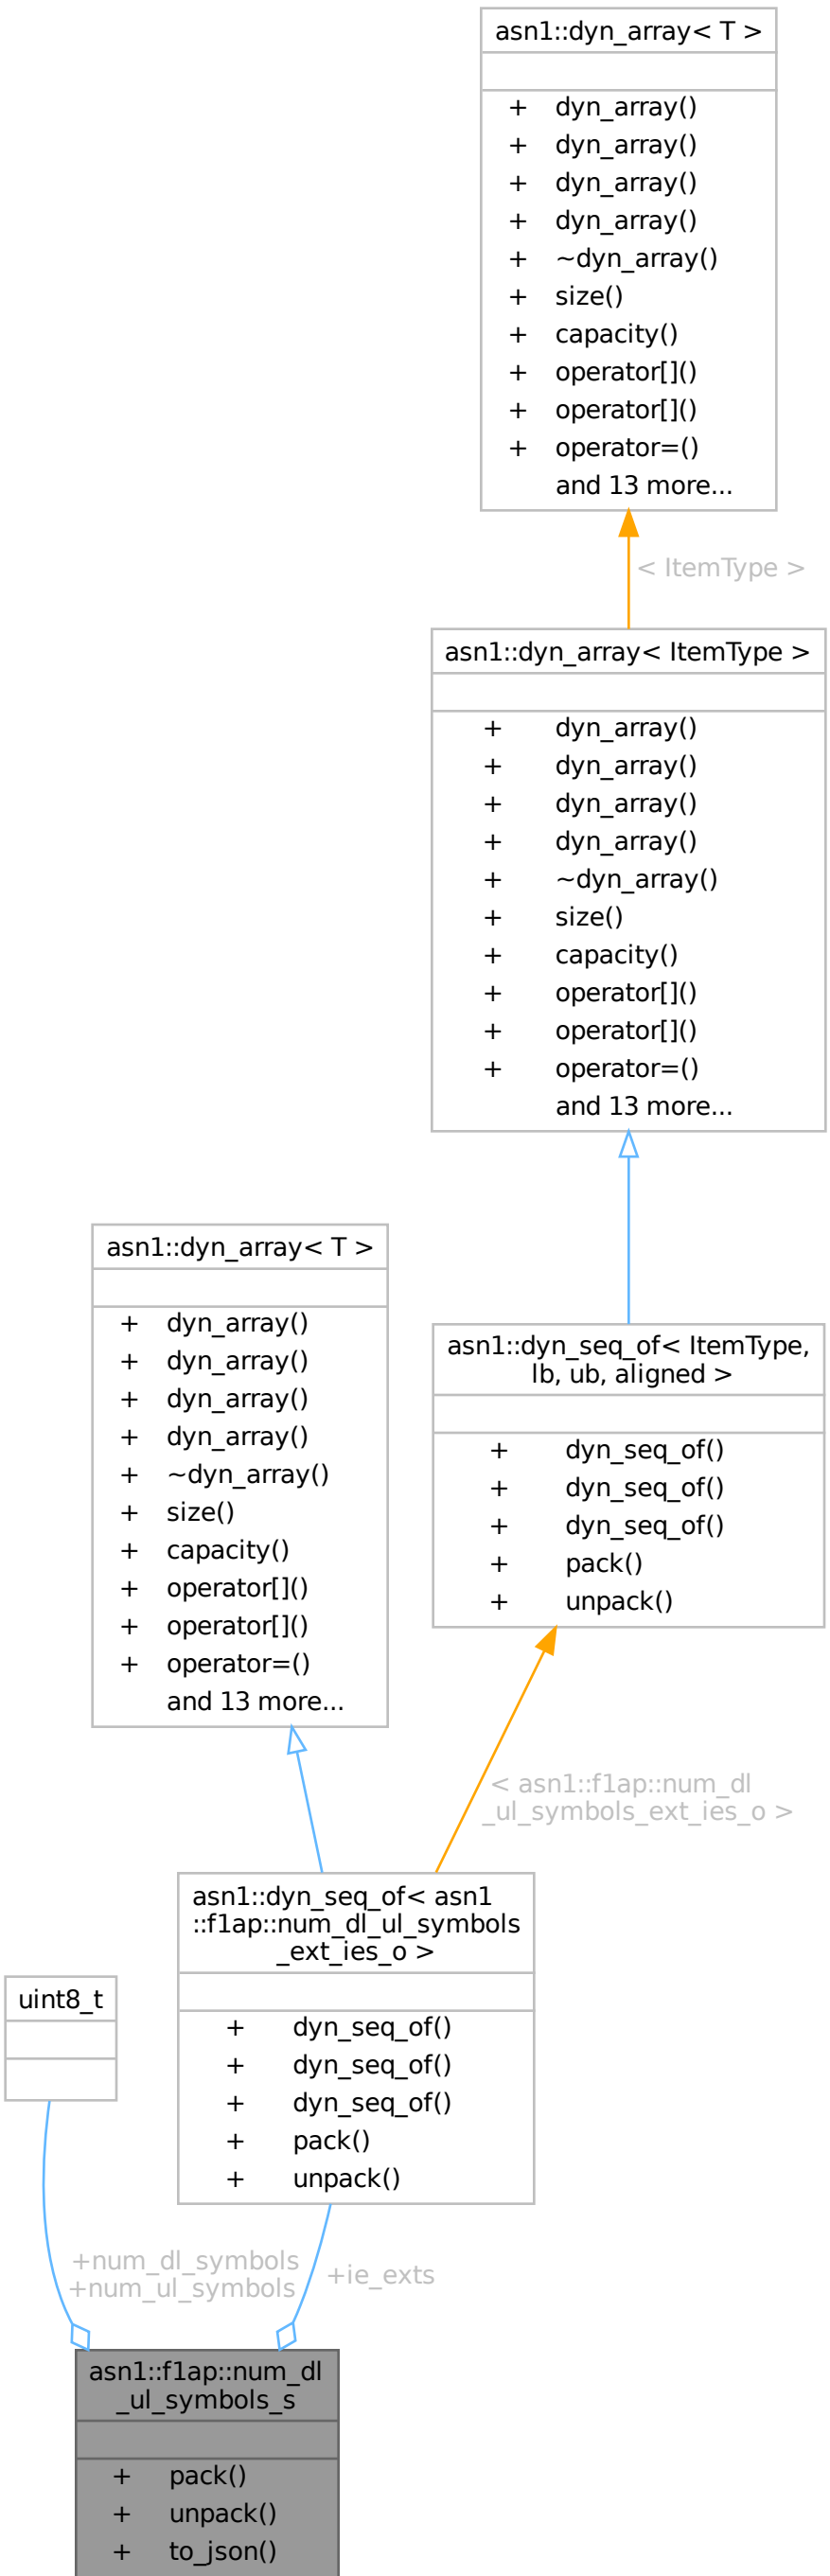 asn1::dyn_array< T >
+ dyn_array()
+ dyn_array()
+ dyn_array()
+ dyn_array()
+ ~dyn_array()
+ size()
+ capacity()
+ operator[]()
+ operator[]()
+ operator=()
and 13 more...
< ItemType >
asn1::dyn_array< ItemType >
+ dyn_array()
+ dyn_array()
+ dyn_array()
+ dyn_array()
+ ~dyn_array()
+ size()
+ capacity()
+ operator[]()
+ operator[]()
+ operator=()
and 13 more...
asn1::dyn_array< T >
+ dyn_array()
+ dyn_array()
+ dyn_array()
+ dyn_array()
+ ~dyn_array()
+ size()
+ capacity()
+ operator[]()
+ operator[]()
+ operator=()
and 13 more...
asn1::dyn_seq_of< ItemType,
lb, ub, aligned >
+ dyn_seq_of()
+ dyn_seq_of()
+ dyn_seq_of()
+ pack()
+ unpack()
< asn1::f1ap::num_dl
_ul_symbols_ext_ies_o >
asn1::dyn_seq_of< asn1
::f1ap::num_dl_ul_symbols
_ext_ies_o >
+ dyn_seq_of()
+ dyn_seq_of()
+ dyn_seq_of()
+ pack()
+ unpack()
uint8_t
+num_dl_symbols
+num_ul_symbols
+ie_exts
asn1::f1ap::num_dl
_ul_symbols_s
+ pack()
+ unpack()
+ to_json()